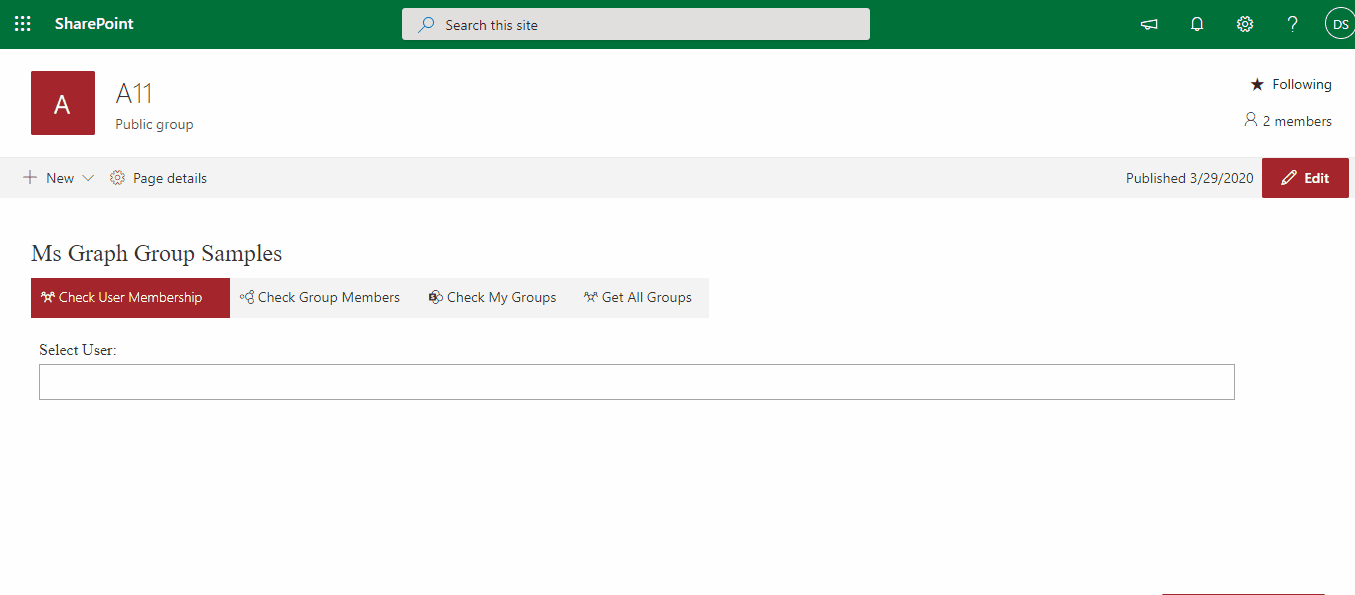 SharePoint
Search this site
?
DS
A
A11
Public group
★ Following
2 members
+ New
Page details
Published 3/29/2020
Edit
Ms Graph Group Samples
Check User Membership
Check Group Members
Check My Groups
Get All Groups
Select User: